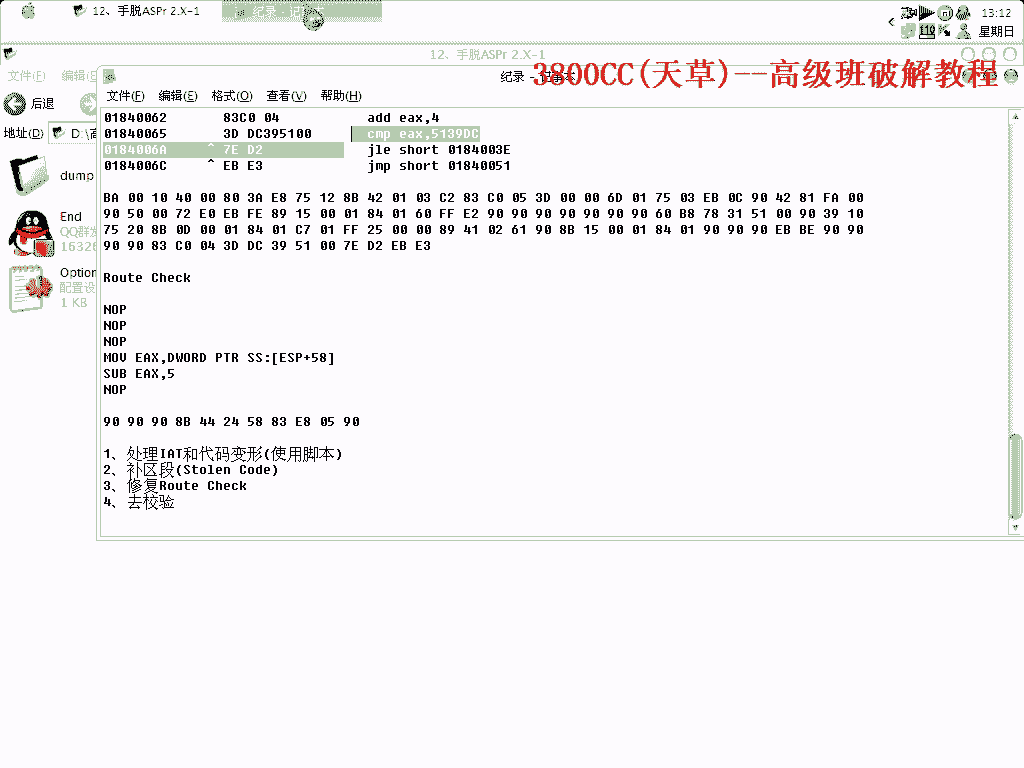 12、手脱ASPr 2.X-1
纪录 - 记事本
13:12
星期日
12、手脱ASPr 2.X-1
文件(F) 编辑(E
后退
地址(D) D:\高
dump
End
QQ群发
1632
Option
配置设
1 KB
纪录 - 记事本
3800CC(天草)--高级班破解教程
文件(F) 编辑(E) 格式(O) 查看(V) 帮助(H)
01840062 83C0 04 add eax,4
01840065 3D DC395100 cmp eax,5139DC
0184006A ^ 7E D2 jle short 0184003E
0184006C ^ EB E3 jmp short 01840051
BA 00 10 40 00 80 3A E8 75 12 8B 42 01 03 C2 83 C0 05 3D 00 00 6D 01 75 03 EB 0C 90 42 81 FA 00
90 50 00 72 E0 EB FE 89 15 00 01 84 01 60 FF E2 90 90 90 90 90 90 90 60 B8 78 31 51 00 90 39 10
75 20 8B 0D 00 01 84 01 C7 01 FF 25 00 00 89 41 02 61 90 8B 15 00 01 84 01 90 90 90 EB BE 90 90
90 90 83 C0 04 3D DC 39 51 00 7E D2 EB E3
Route Check
NOP
NOP
NOP
MOV EAX,DWORD PTR SS:[ESP+58]
SUB EAX,5
NOP
90 90 90 8B 44 24 58 83 E8 05 90
1、处理IAT和代码变形(使用脚本)
2、补区段(Stolen Code)
3、修复Route Check
4、去校验